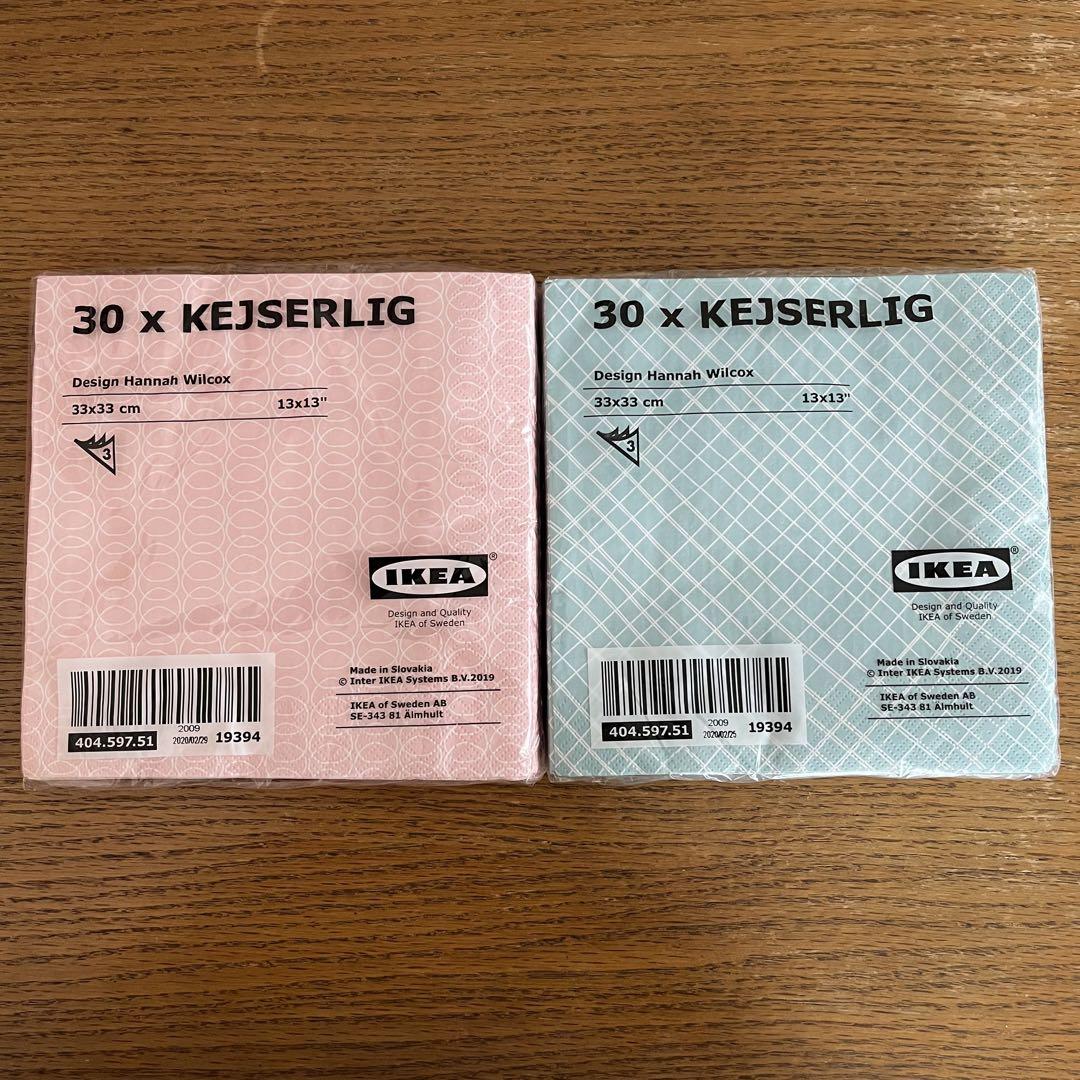 30 x KEJSERLIG
Design Hannah Wilcox
33x33 cm 13x13"
3
IKEA®
Design and Quality
IKEA of Sweden
Made in Slovakia
© Inter IKEA Systems B.V.2019
IKEA of Sweden AB
SE-343 81 Älmhult
2009
404.597.51 2020/02/29 19394
30 x KEJSERLIG
Design Hannah Wilcox
33x33 cm 13x13"
3
IKEA®
Design and Quality
IKEA of Sweden
Made in Slovakia
© Inter IKEA Systems B.V.2019
IKEA of Sweden AB
SE-343 81 Älmhult
2009
404.597.51 2020/02/25 19394